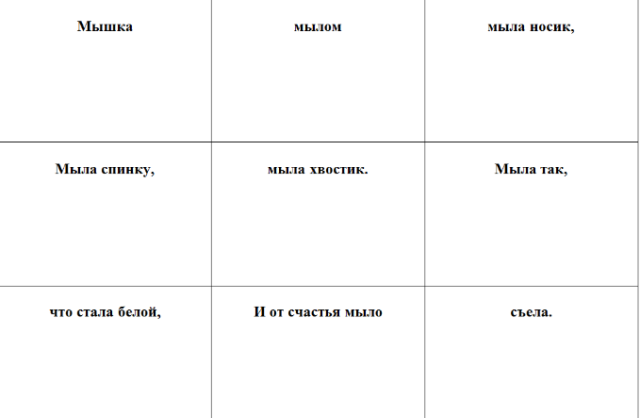 Мышка
мылом
мыла носик,
Мыла спинку,
мыла хвостик.
Мыла так,
что стала белой,
И от счастья мыло
съела.